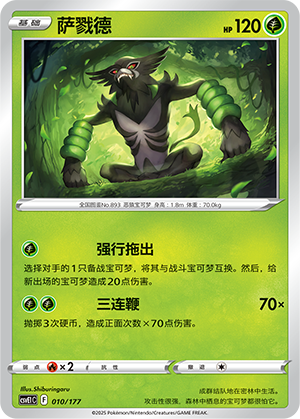 基础 萨戮德 HP 120
全国图鉴No.893 恶猿宝可梦 身高:1.8m 体重:70.0kg
强行拖出
选择对手的1只备战宝可梦,将其与战斗宝可梦互换。然后,给
新出场的宝可梦造成20点伤害。
三连鞭 70×
抛掷3次硬币,造成正面次数×70点伤害。
弱点 ×2 抗性 撤退
Illus.Shiburingaru
F 010/177
成群结队地在密林中生活。
攻击性很强,森林中栖息的宝可梦都很怕它。
©2025 Pokémon/Nintendo/Creatures/GAME FREAK.